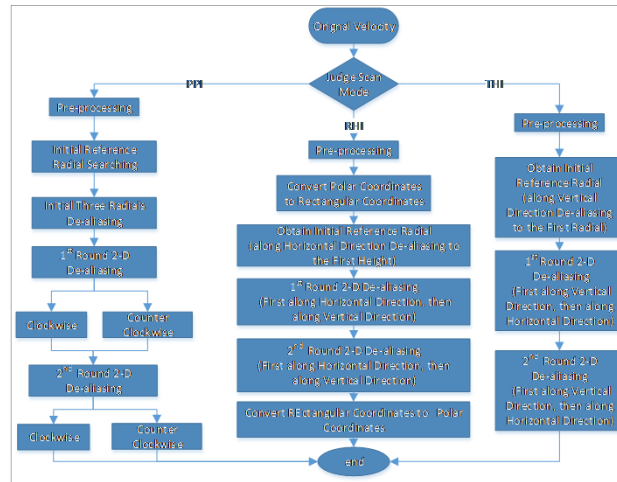 Orignal Velocity
Judge Scan
Mode
PPI
RHI
THI
Pre-processing
Initial Reference
Radial Searching
Initial Three Radials
De-aliasing
1st Round 2-D
De-aliasing
Clockwise
Counter
Clockwise
2nd Round 2-D
De-aliasing
Clockwise
Counter
Clockwise
Pre-processing
Convert Polar Coordinates
to Rectangular Coordinates
Obtain Initial Reference Radial
(along Horizontal Direction De-aliasing to
the First Height)
1st Round 2-D De-aliasing
(First along Horizontal Direction, then
along Vertical Direction)
2nd Round 2-D De-aliasing
(First along Horizontal Direction, then
along Vertical Direction)
Convert REctangular Coordinates to Polar
Coordinates
Pre-processing
Obtain Initial
Reference Radial
(along Vertical
Direction De-aliasing
to the First Radial)
1st Round 2-D
De-aliasing
(First along Vertical
Direction, then along
Horizontal Direction)
2nd Round 2-D
De-aliasing
(First along Vertical
Direction, then along
Horizontal Direction)
end